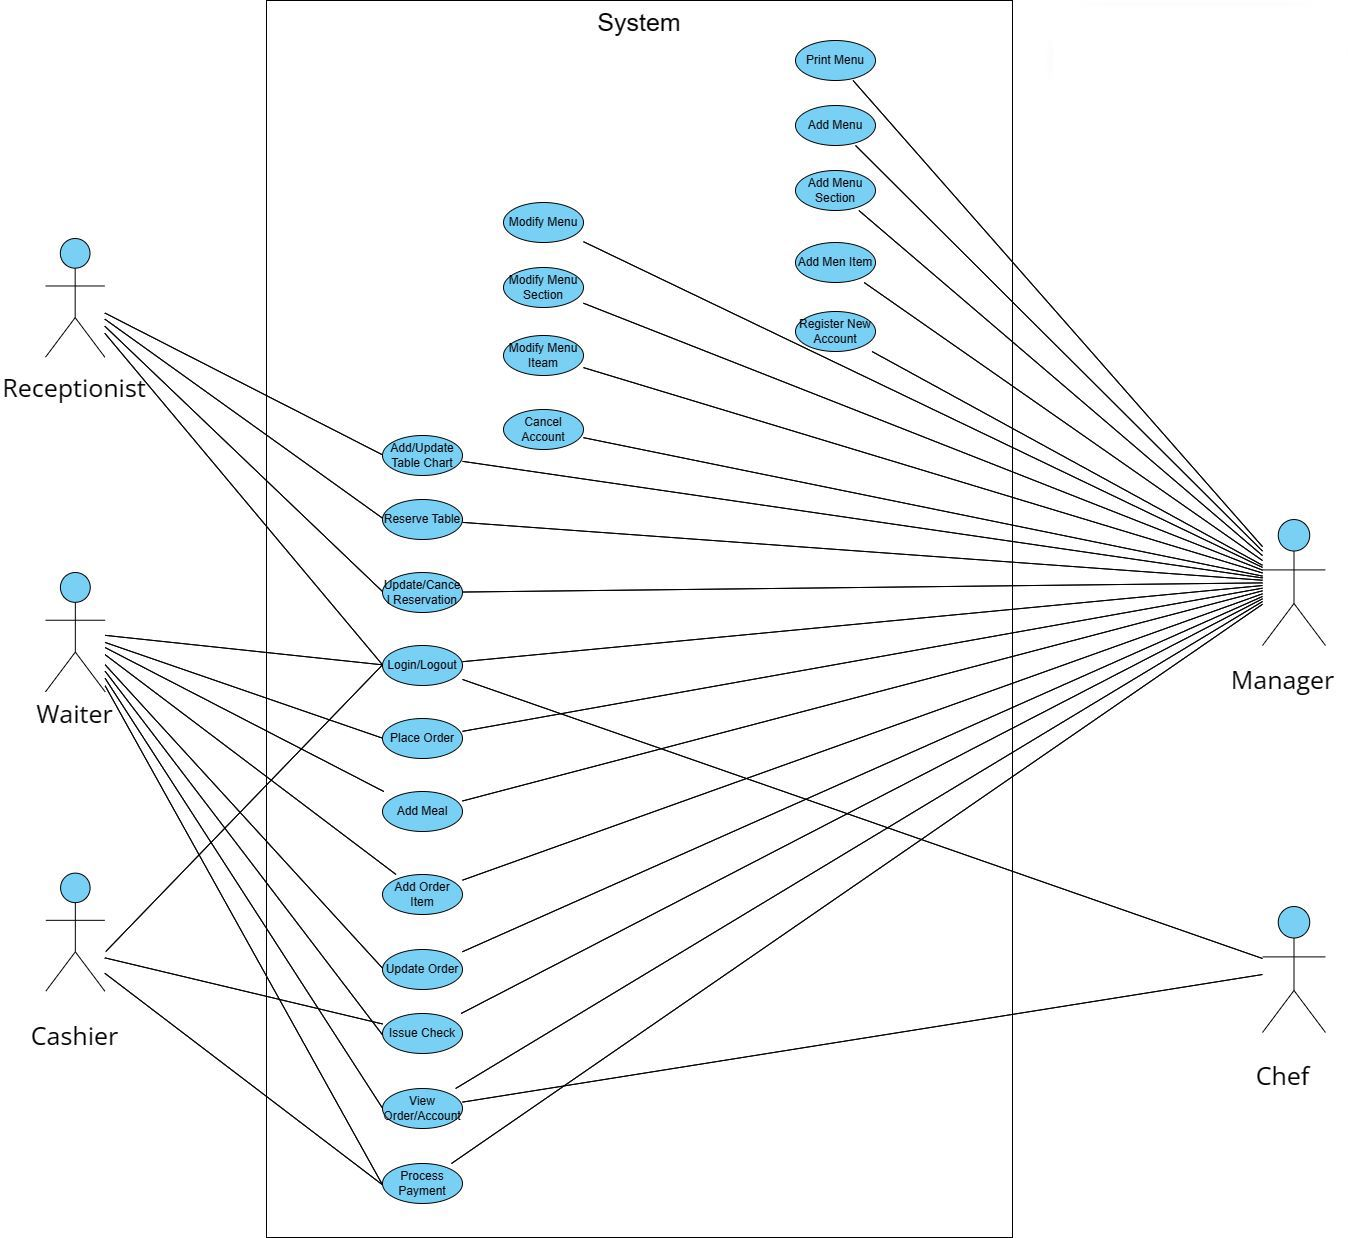 System
Print Menu
Add Menu
Add Menu
Section
Modify Menu
Add Men Item
Modify Menu
Section
Register New
Account
Modify Menu
Iteam
Receptionist
Cancel
Account
Add/Update
Table Chart
Reserve Table
Update/Cance
l Reservation
Login/Logout
Manager
Waiter
Place Order
Add Meal
Add Order
Item
Update Order
Cashier
Issue Check
Chef
View
Order/Account
Process
Payment